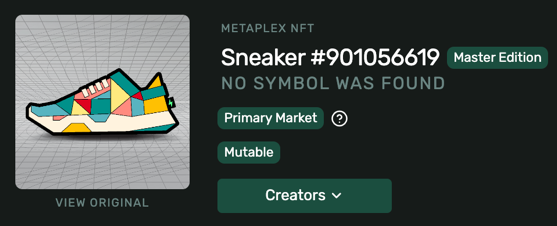 METAPLEX NFT
Sneaker #901056619 Master Edition
NO SYMBOL WAS FOUND
Primary Market ?
Mutable
Creators
VIEW ORIGINAL